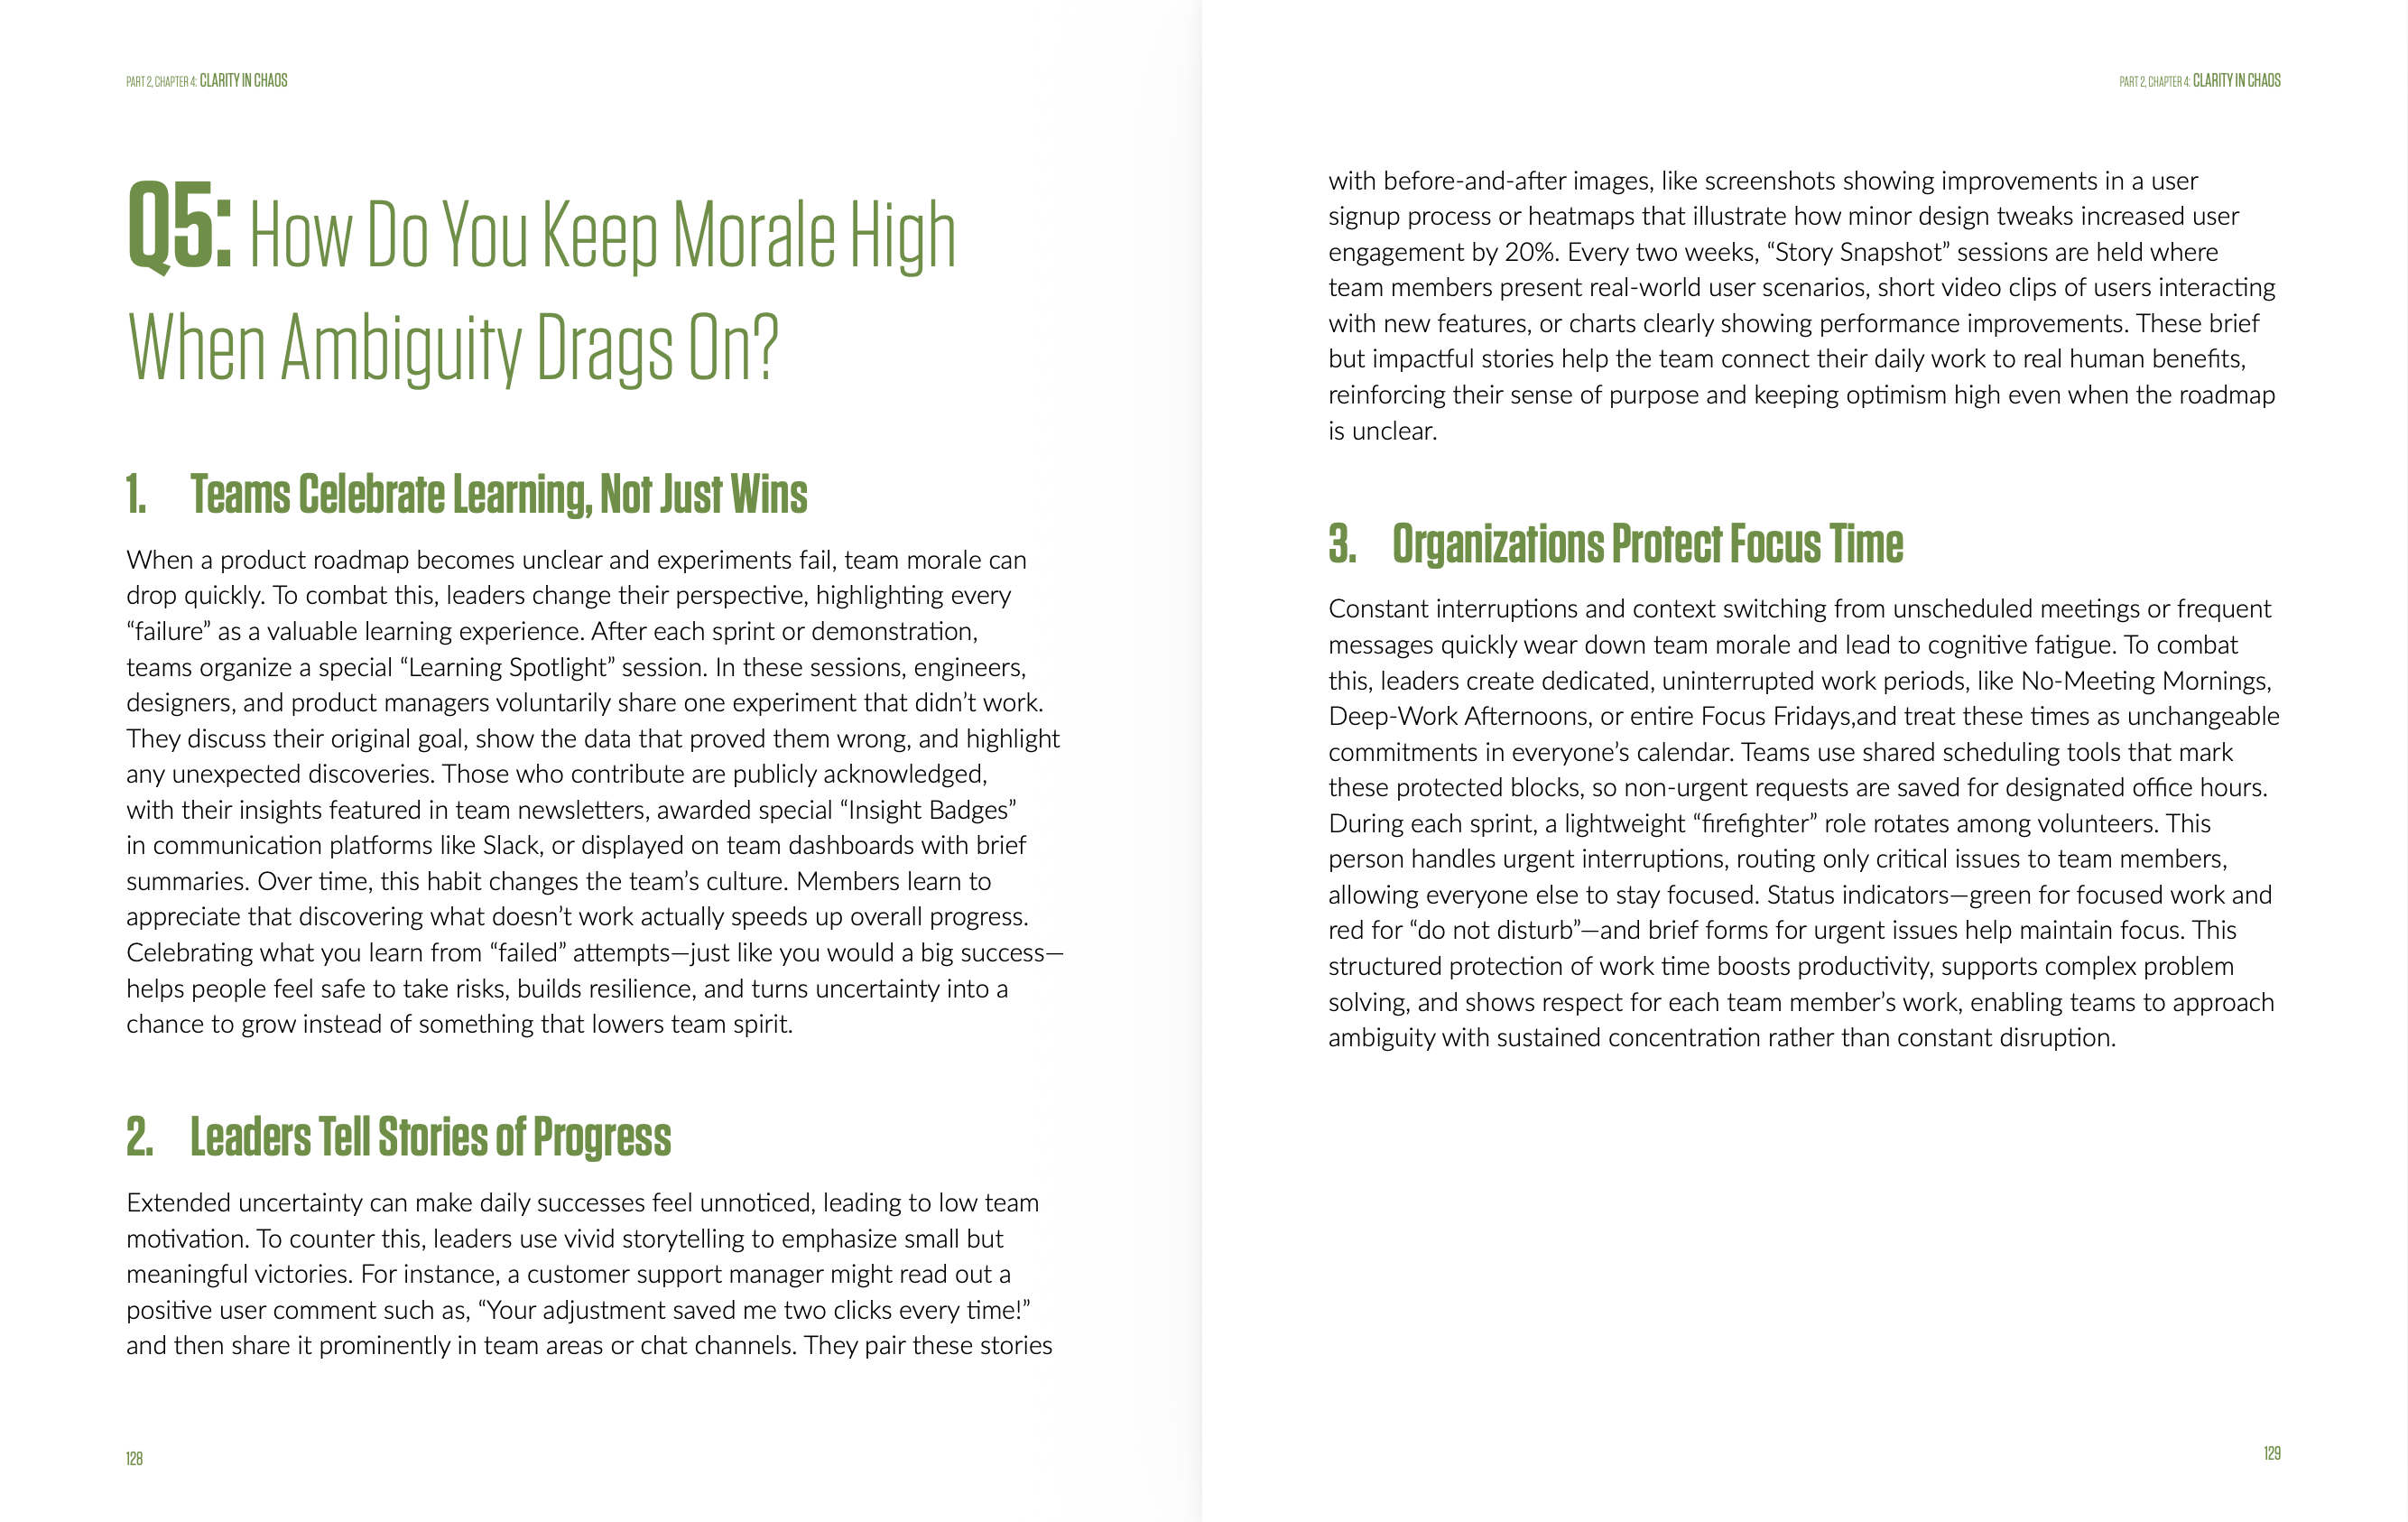 PART 2, CHAPTER 4: CLARITY IN CHAOS
Q5: How Do You Keep Morale High
When Ambiguity Drags On?
1. Teams Celebrate Learning, Not Just Wins
When a product roadmap becomes unclear and experiments fail, team morale can
drop quickly. To combat this, leaders change their perspective, highlighting every
“failure” as a valuable learning experience. After each sprint or demonstration,
teams organize a special “Learning Spotlight” session. In these sessions, engineers,
designers, and product managers voluntarily share one experiment that didn’t work.
They discuss their original goal, show the data that proved them wrong, and highlight
any unexpected discoveries. Those who contribute are publicly acknowledged,
with their insights featured in team newsletters, awarded special “Insight Badges”
in communication platforms like Slack, or displayed on team dashboards with brief
summaries. Over time, this habit changes the team’s culture. Members learn to
appreciate that discovering what doesn’t work actually speeds up overall progress.
Celebrating what you learn from “failed” attempts—just like you would a big success—
helps people feel safe to take risks, builds resilience, and turns uncertainty into a
chance to grow instead of something that lowers team spirit.
2. Leaders Tell Stories of Progress
Extended uncertainty can make daily successes feel unnoticed, leading to low team
motivation. To counter this, leaders use vivid storytelling to emphasize small but
meaningful victories. For instance, a customer support manager might read out a
positive user comment such as, “Your adjustment saved me two clicks every time!”
and then share it prominently in team areas or chat channels. They pair these stories
128
PART 2, CHAPTER 4: CLARITY IN CHAOS
with before-and-after images, like screenshots showing improvements in a user
signup process or heatmaps that illustrate how minor design tweaks increased user
engagement by 20%. Every two weeks, “Story Snapshot” sessions are held where
team members present real-world user scenarios, short video clips of users interacting
with new features, or charts clearly showing performance improvements. These brief
but impactful stories help the team connect their daily work to real human benefits,
reinforcing their sense of purpose and keeping optimism high even when the roadmap
is unclear.
3. Organizations Protect Focus Time
Constant interruptions and context switching from unscheduled meetings or frequent
messages quickly wear down team morale and lead to cognitive fatigue. To combat
this, leaders create dedicated, uninterrupted work periods, like No-Meeting Mornings,
Deep-Work Afternoons, or entire Focus Fridays,and treat these times as unchangeable
commitments in everyone’s calendar. Teams use shared scheduling tools that mark
these protected blocks, so non-urgent requests are saved for designated office hours.
During each sprint, a lightweight “firefighter” role rotates among volunteers. This
person handles urgent interruptions, routing only critical issues to team members,
allowing everyone else to stay focused. Status indicators—green for focused work and
red for “do not disturb”—and brief forms for urgent issues help maintain focus. This
structured protection of work time boosts productivity, supports complex problem
solving, and shows respect for each team member’s work, enabling teams to approach
ambiguity with sustained concentration rather than constant disruption.
129